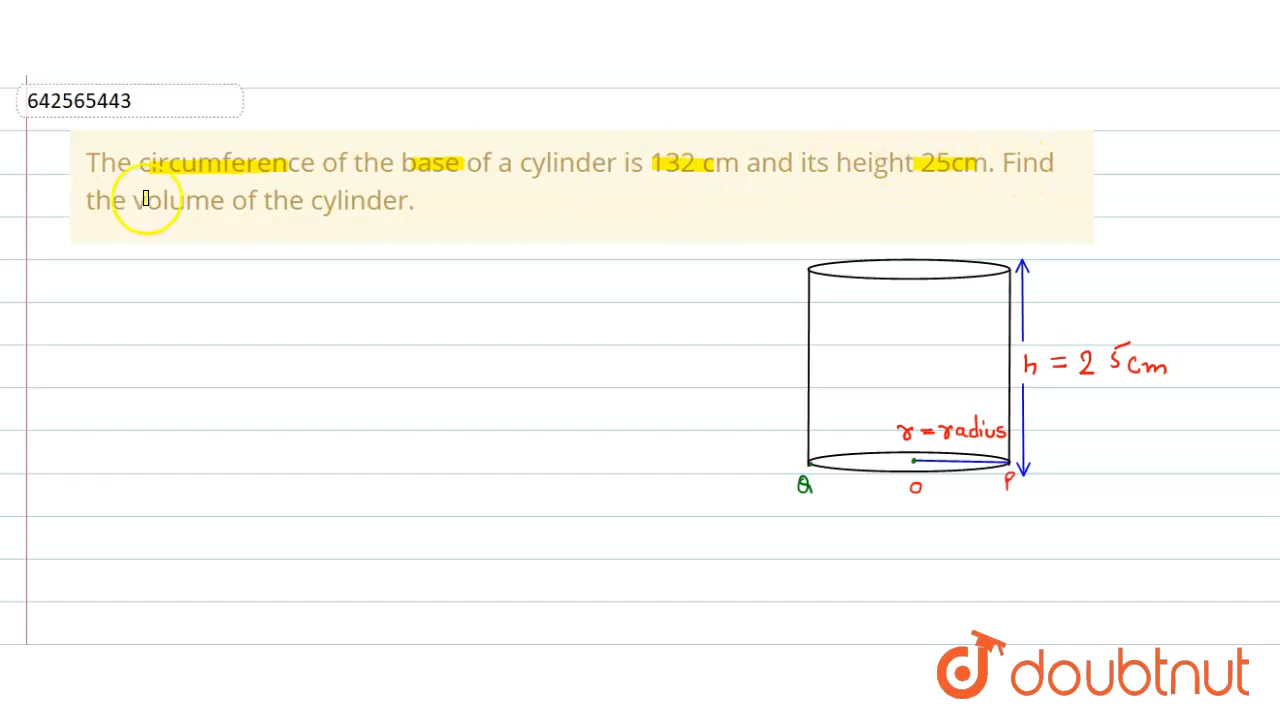 642565443
The circumference of the base of a cylinder is 132 cm and its height 25cm. Find
the volume of the cylinder.
h = 25cm
r = radius
Q O P
doubtnut